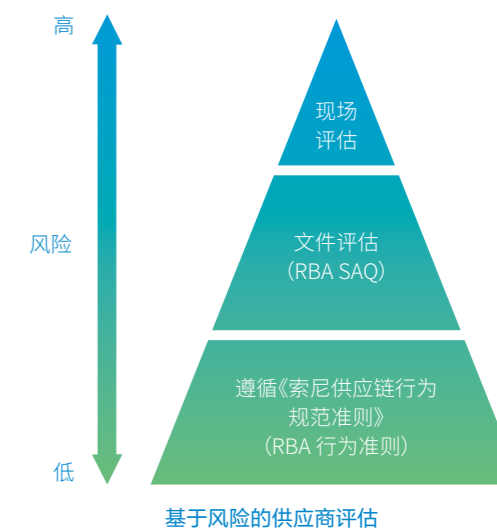 高
现场
评估
风险
文件评估
（RBA SAQ）
遵循《索尼供应链行为
规范准则》
（RBA 行为准则）
低
基于风险的供应商评估